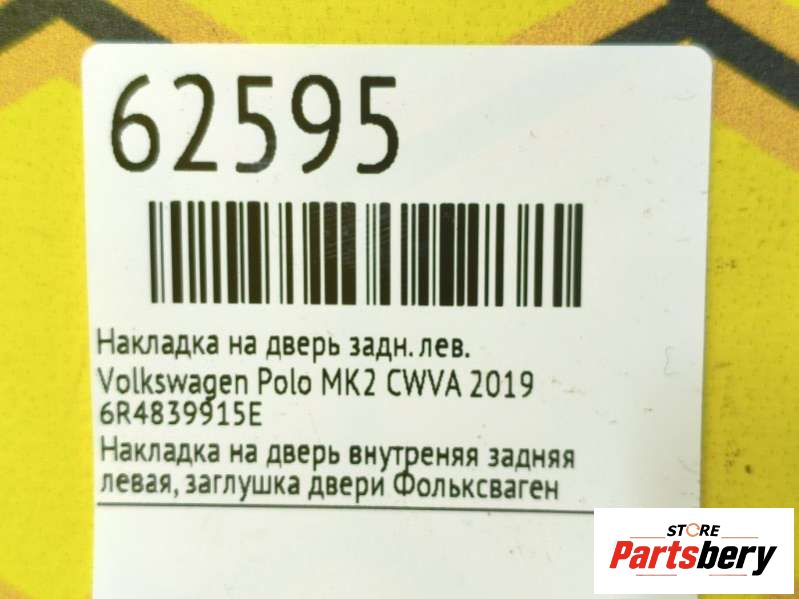 62595
Накладка на дверь задн. лев.
Volkswagen Polo MK2 CWVA 2019
6R4839915E
Накладка на дверь внутреняя задняя
левая, заглушка двери Фольксваген
STORE
Partsbery